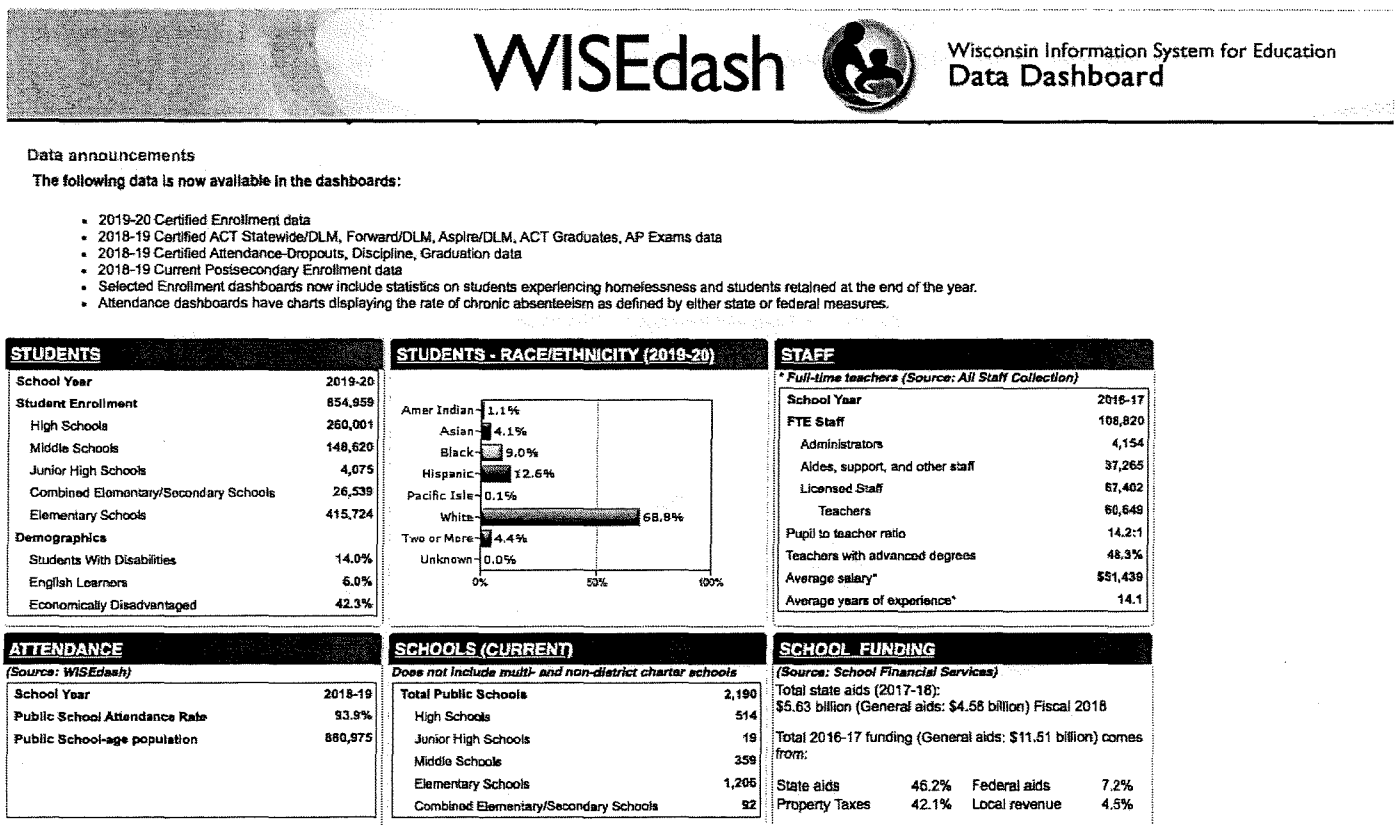 WISEdash
Wisconsin Information System for Education
Data Dashboard
Data announcements
The following data is now available in the dashboards:
• 2019-20 Certified Enrollment data
• 2018-19 Certified ACT Statewide/DLM, Forward/DLM, Aspire/DLM, ACT Graduates, AP Exams data
• 2018-19 Certified Attendance-Dropouts, Discipline, Graduation data
• 2018-19 Current Postsecondary Enrollment data
• Selected Enrollment dashboards now include statistics on students experiencing homelessness and students retained at the end of the year.
• Attendance dashboards have charts displaying the rate of chronic absenteeism as defined by either state or federal measures.
STUDENTS
School Year 2019-20
Student Enrollment 854,959
High Schools 260,001
Middle Schools 148,620
Junior High Schools 4,075
Combined Elementary/Secondary Schools 26,539
Elementary Schools 415,724
Demographics
Students With Disabilities 14.0%
English Learners 6.0%
Economically Disadvantaged 42.3%
STUDENTS - RACE/ETHNICITY (2019-20)
Amer Indian 1.1%
Asian 4.1%
Black 9.0%
Hispanic 12.6%
Pacific Isle 0.1%
White 68.8%
Two or More 4.4%
Unknown 0.0%
0% 50% 100%
STAFF
* Full-time teachers (Source: All Staff Collection)
School Year 2016-17
FTE Staff 108,820
Administrators 4,154
Aides, support, and other staff 37,265
Licensed Staff 67,402
Teachers 60,649
Pupil to teacher ratio 14.2:1
Teachers with advanced degrees 48.3%
Average salary* $51,439
Average years of experience* 14.1
ATTENDANCE
(Source: WISEdash)
School Year 2018-19
Public School Attendance Rate 93.9%
Public School-age population 860,975
SCHOOLS (CURRENT)
Does not include multi- and non-district charter schools
Total Public Schools 2,190
High Schools 514
Junior High Schools 19
Middle Schools 359
Elementary Schools 1,206
Combined Elementary/Secondary Schools 92
SCHOOL FUNDING
(Source: School Financial Services)
Total state aids (2017-18):
$5.63 billion (General aids: $4.58 billion) Fiscal 2018
Total 2016-17 funding (General aids: $11.51 billion) comes
from:
State aids 46.2% Federal aids 7.2%
Property Taxes 42.1% Local revenue 4.5%